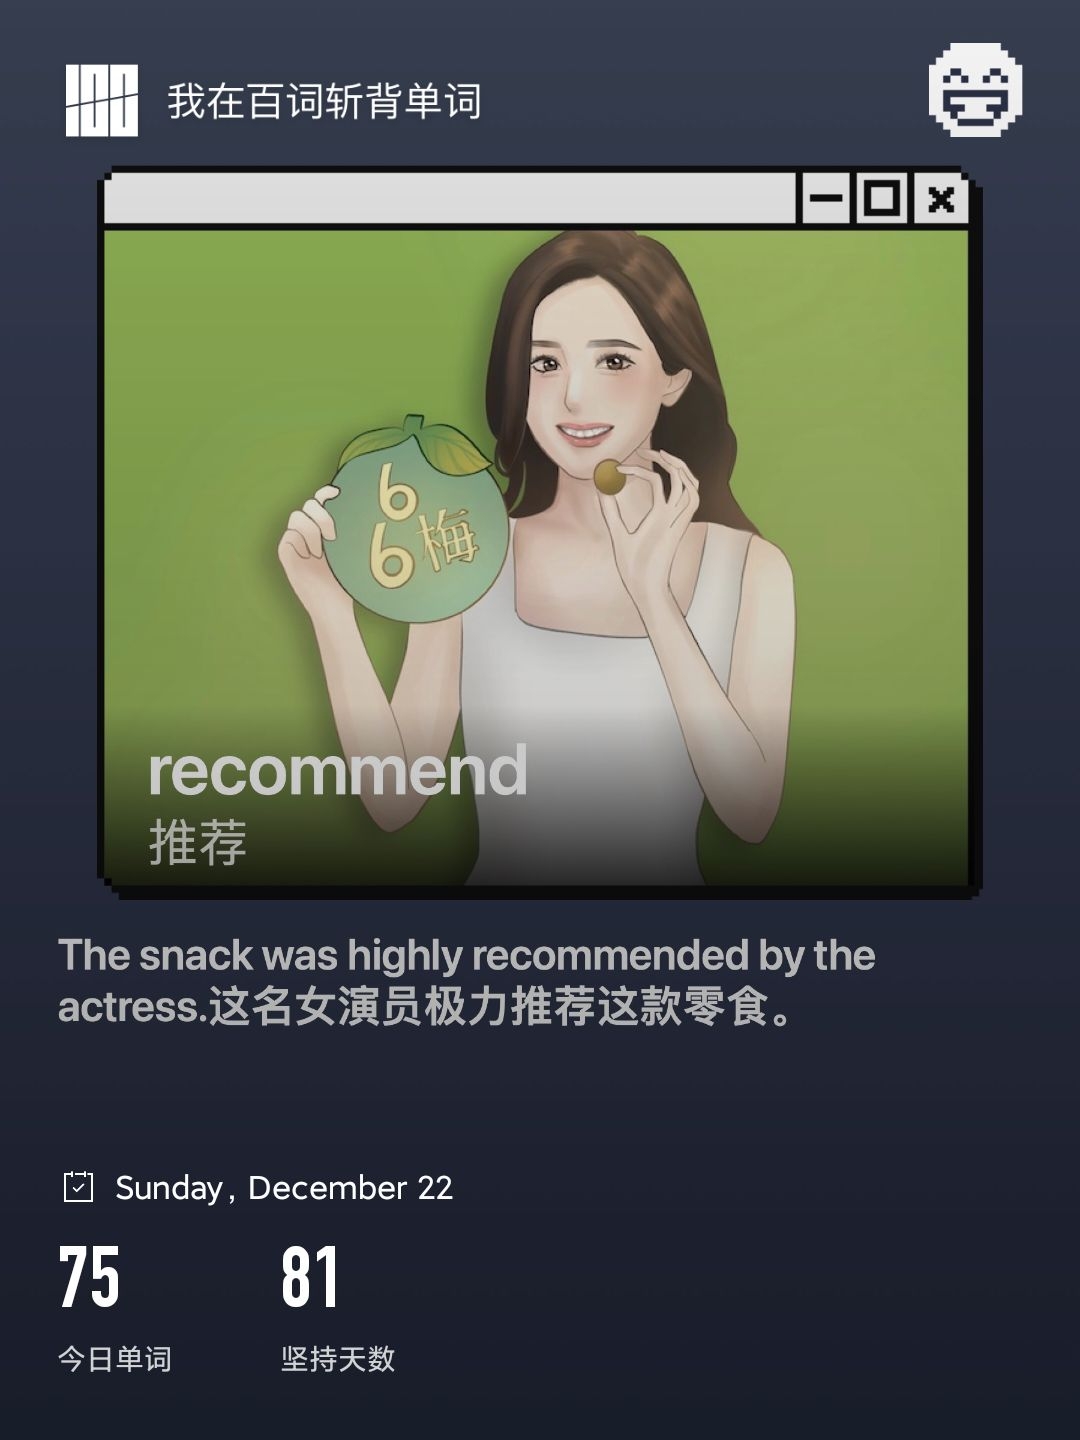 100 我在百词斩背单词
6
6梅
recommend
推荐
The snack was highly recommended by the
actress.这名女演员极力推荐这款零食。
Sunday, December 22
75 81
今日单词 坚持天数